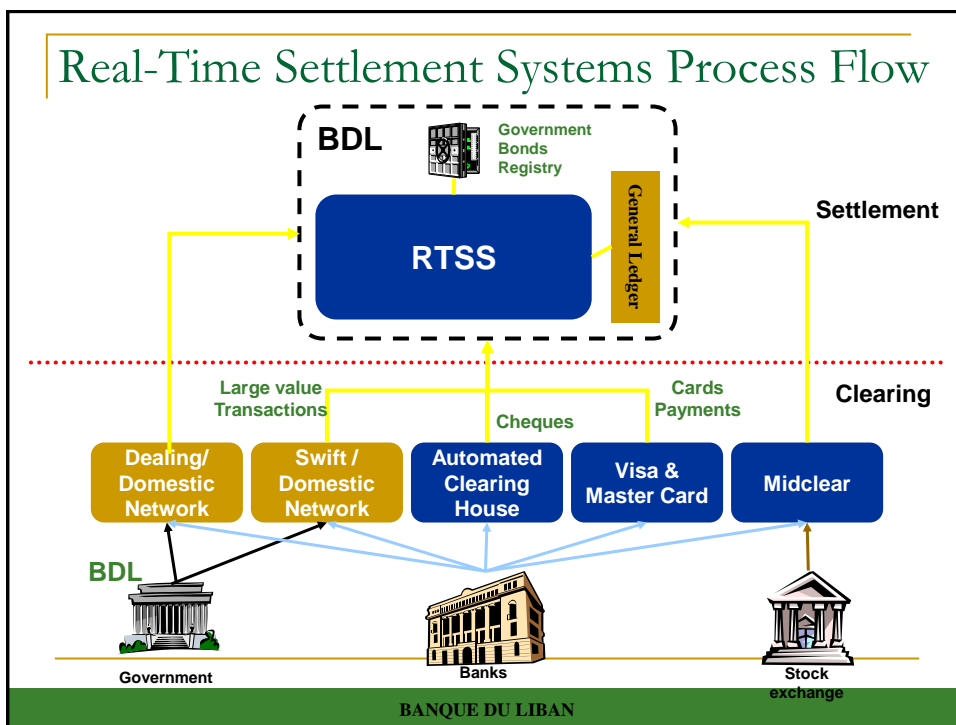 Real-Time Settlement Systems Process Flow
BDL
Government
Bonds
Registry
RTSS
General Ledger
Settlement
Clearing
Large value
Transactions
Cheques
Cards
Payments
Dealing/
Domestic
Network
Swift /
Domestic
Network
Automated
Clearing
House
Visa &
Master Card
Midclear
BDL
Government
Banks
Stock
exchange
BANQUE DU LIBAN